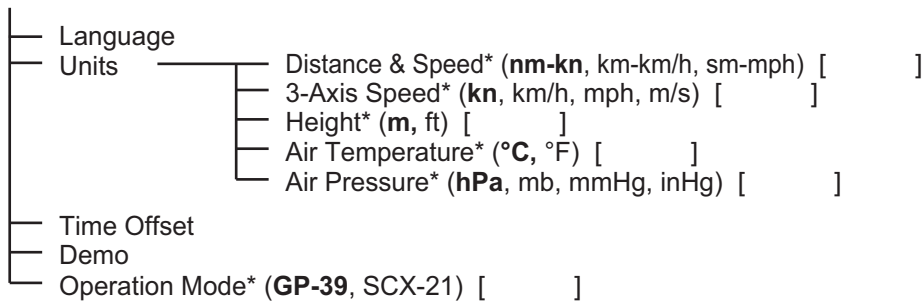 Language
Units
Distance & Speed* (nm-kn, km-km/h, sm-mph) [ ]
3-Axis Speed* (kn, km/h, mph, m/s) [ ]
Height* (m, ft) [ ]
Air Temperature* (°C, °F) [ ]
Air Pressure* (hPa, mb, mmHg, inHg) [ ]
Time Offset
Demo
Operation Mode* (GP-39, SCX-21) [ ]